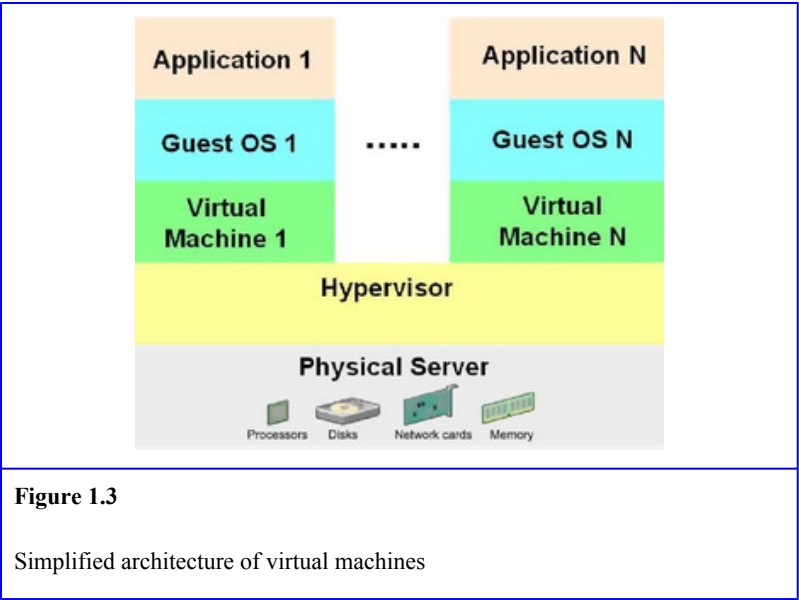 Application 1
Application N
Guest OS 1
.....
Guest OS N
Virtual
Machine 1
Virtual
Machine N
Hypervisor
Physical Server
Processors
Disks
Network cards
Memory
Figure 1.3
Simplified architecture of virtual machines